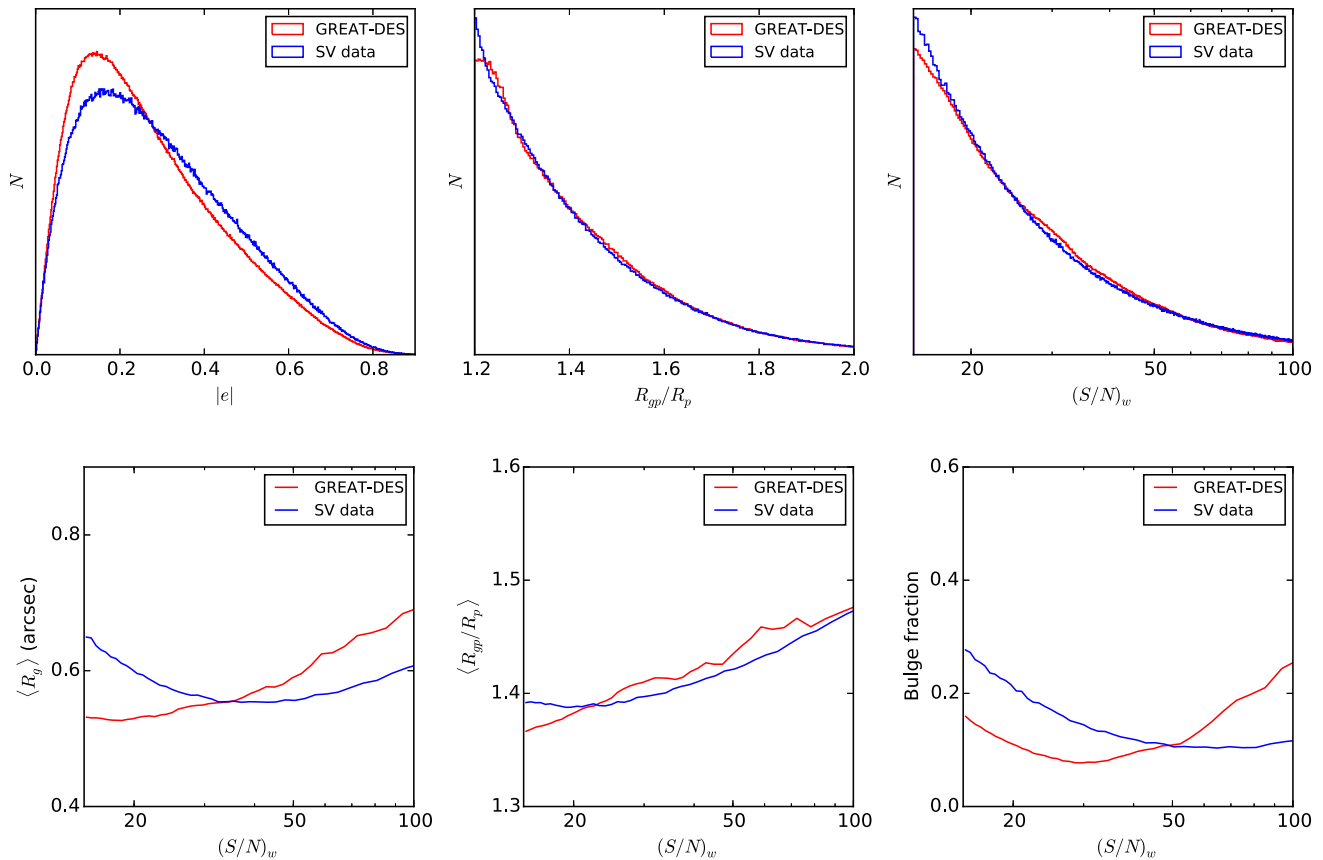 GREAT-DES
SV data
N
0.0 0.2 0.4 0.6 0.8
|e|
GREAT-DES
SV data
N
1.2 1.4 1.6 1.8 2.0
R_{gp}/R_p
GREAT-DES
SV data
N
20 50 100
(S/N)_w
GREAT-DES
SV data
⟨R_g⟩ (arcsec)
0.8
0.6
0.4
20 50 100
(S/N)_w
GREAT-DES
SV data
⟨R_{gp}/R_p⟩
1.6
1.5
1.4
1.3
20 50 100
(S/N)_w
GREAT-DES
SV data
Bulge fraction
0.6
0.4
0.2
0.0
20 50 100
(S/N)_w